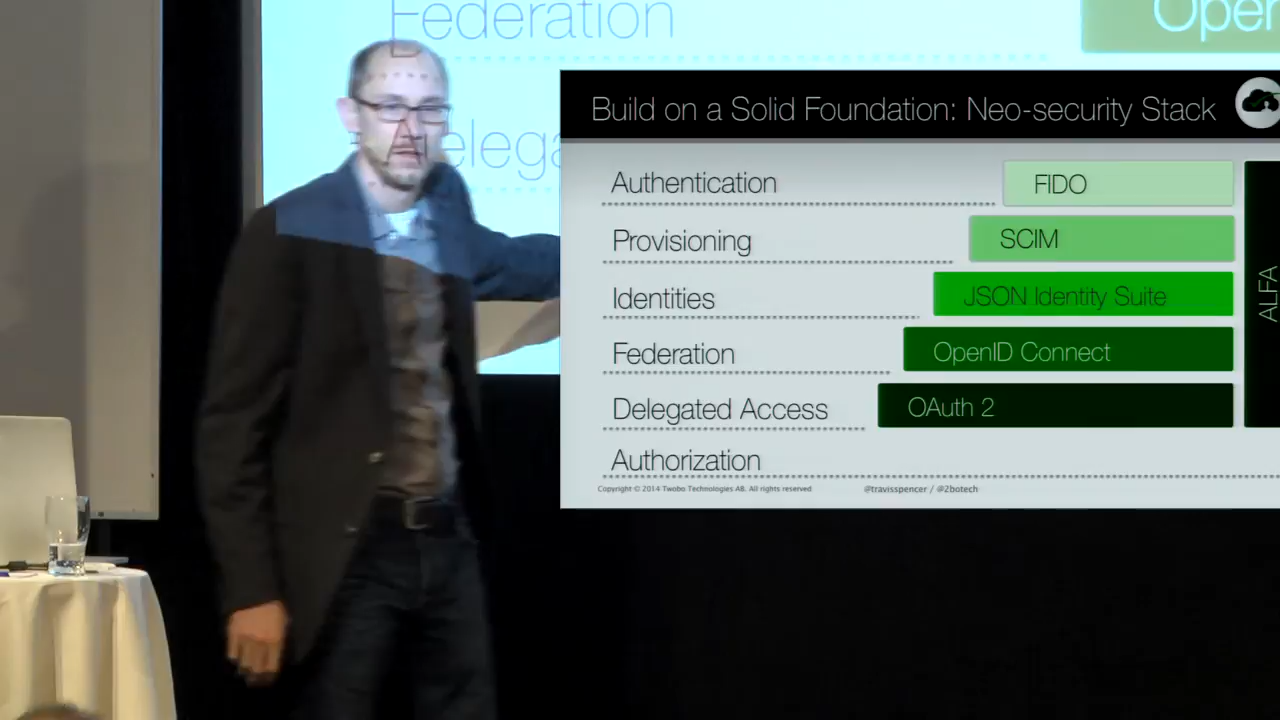 Federation
Open
Delega
Build on a Solid Foundation: Neo-security Stack
Authentication
FIDO
Provisioning
SCIM
Identities
JSON Identity Suite
Federation
OpenID Connect
Delegated Access
OAuth 2
Authorization
ALFA
Copyright © 2014 Twobo Technologies AB. All rights reserved
@travisspencer / @2botech